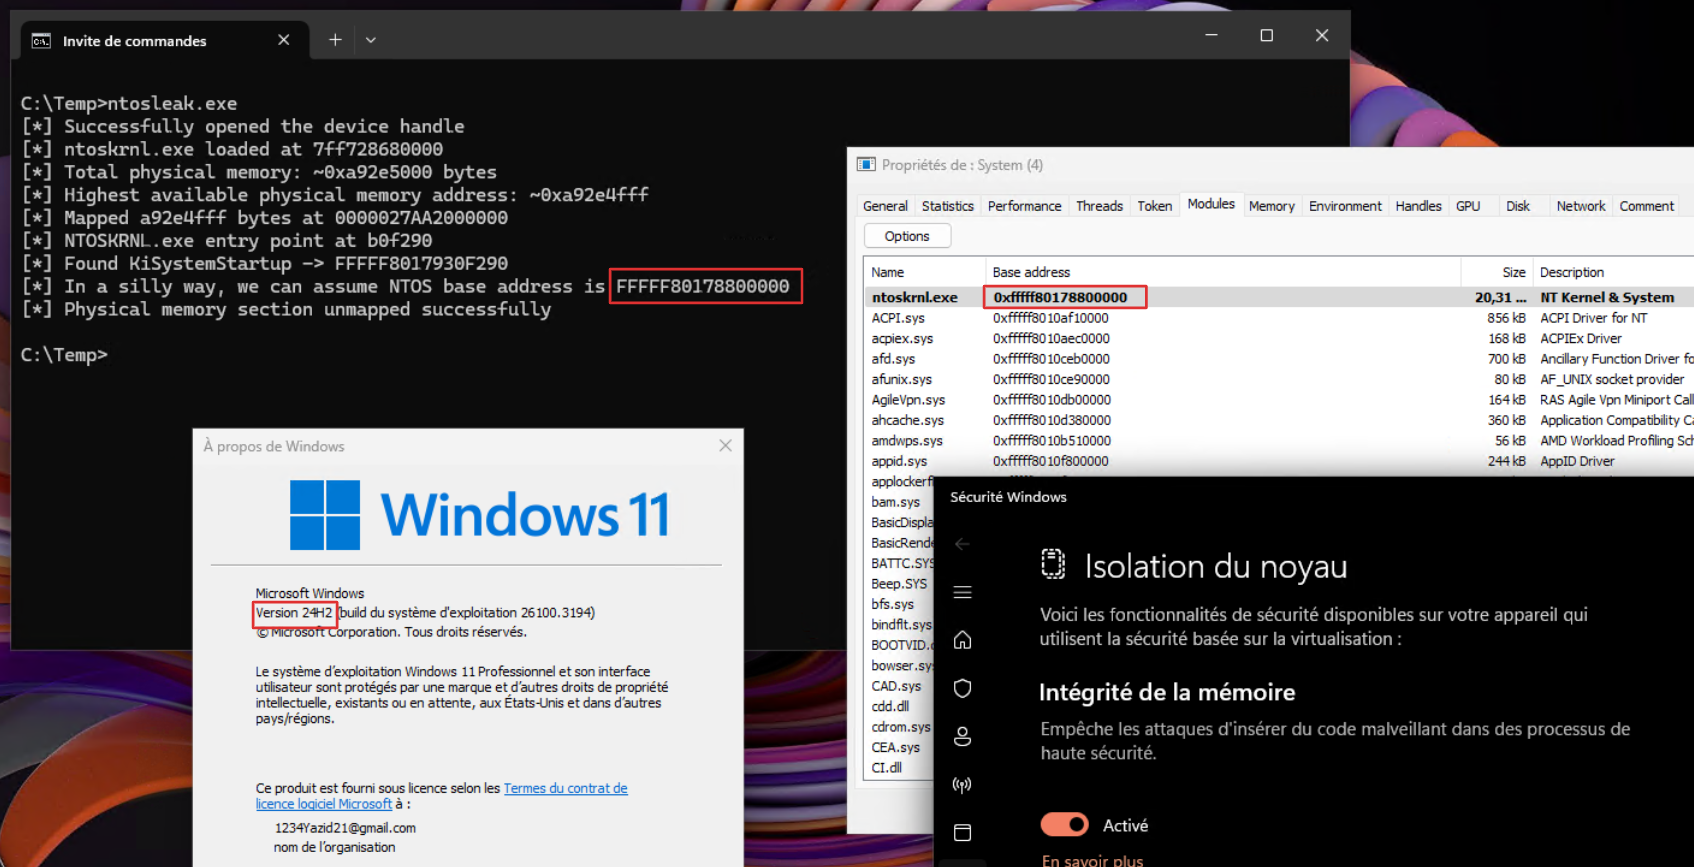 Invite de commandes
C:\Temp>ntosleak.exe
[*] Successfully opened the device handle
[*] ntoskrnl.exe loaded at 7ff728680000
[*] Total physical memory: ~0xa92e5000 bytes
[*] Highest available physical memory address: ~0xa92e4fff
[*] Mapped a92e4fff bytes at 0000027AA2000000
[*] NTOSKRNL.exe entry point at b0f290
[*] Found KiSystemStartup -> FFFFF8017930F290
[*] In a silly way, we can assume NTOS base address is FFFFF80178800000
[*] Physical memory section unmapped successfully
C:\Temp>
À propos de Windows
Windows 11
Microsoft Windows
Version 24H2 (build du système d'exploitation 26100.3194)
© Microsoft Corporation. Tous droits réservés.
Le système d'exploitation Windows 11 Professionnel et son interface
utilisateur sont protégés par une marque et d'autres droits de propriété
intellectuelle, existants ou en attente, aux États-Unis et dans d'autres
pays/régions.
Ce produit est fourni sous licence selon les Termes du contrat de
licence logiciel Microsoft à :
1234Yazid21@gmail.com
nom de l'organisation
Propriétés de : System (4)
General Statistics Performance Threads Token Modules Memory Environment Handles GPU Disk Network Comment
Options
Name Base address Size Description
ntoskrnl.exe 0xfffff80178800000 20,31 ... NT Kernel & System
ACPI.sys 0xfffff8010af10000 856 kB ACPI Driver for NT
acpiex.sys 0xfffff8010aec0000 168 kB ACPIEx Driver
afd.sys 0xfffff8010ceb0000 700 kB Ancillary Function Driver fo
afunix.sys 0xfffff8010ce90000 80 kB AF_UNIX socket provider
AgileVpn.sys 0xfffff8010db00000 164 kB RAS Agile Vpn Miniport Call
ahcache.sys 0xfffff8010d380000 360 kB Application Compatibility Ca
amdwps.sys 0xfffff8010b510000 56 kB AMD Workload Profiling Sch
appid.sys 0xfffff8010f800000 244 kB AppID Driver
applockerf
bam.sys
BasicDispla
BasicRende
BATTC.SYS
Beep.SYS
bfs.sys
bindflt.sys
BOOTVID.
bowser.sy
CAD.sys
cdd.dll
cdrom.sys
CEA.sys
CI.dll
Sécurité Windows
Isolation du noyau
Voici les fonctionnalités de sécurité disponibles sur votre appareil qui
utilisent la sécurité basée sur la virtualisation :
Intégrité de la mémoire
Empêche les attaques d'insérer du code malveillant dans des processus de
haute sécurité.
Activé
En savoir plus